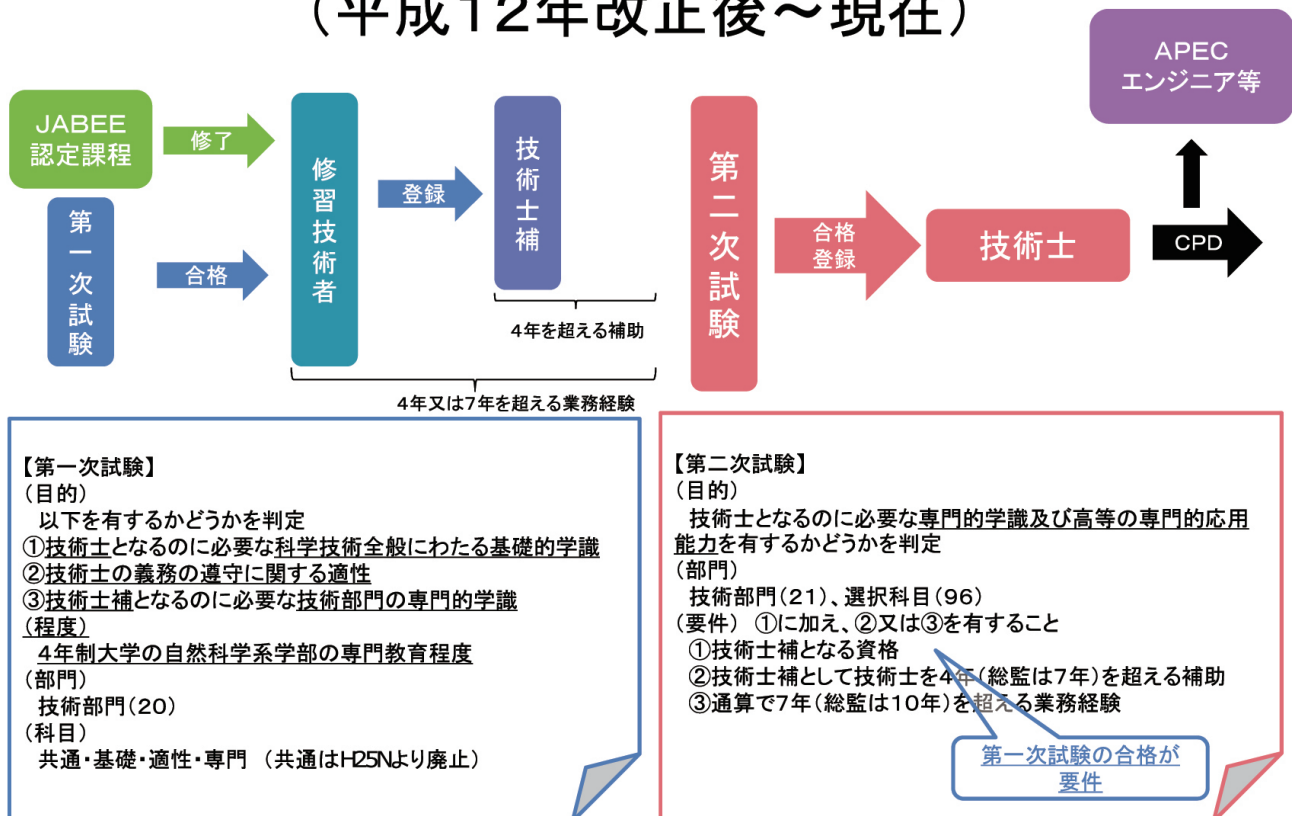 (平成12年改正後～現在)
APEC
エンジニア等
JABEE
認定課程
修了
第一次試験
合格
修習技術者
登録
技術士補
第二次試験
合格
登録
技術士
CPD
4年を超える補助
4年又は7年を超える業務経験
【第一次試験】
(目的)
以下を有するかどうかを判定
①技術士となるのに必要な科学技術全般にわたる基礎的学識
②技術士の義務の遵守に関する適性
③技術士補となるのに必要な技術部門の専門的学識
(程度)
4年制大学の自然科学系学部の専門教育程度
(部門)
技術部門(20)
(科目)
共通・基礎・適性・専門 (共通はH25Nより廃止)
【第二次試験】
(目的)
技術士となるのに必要な専門的学識及び高等の専門的応用
能力を有するかどうかを判定
(部門)
技術部門(21)、選択科目(96)
(要件) ①に加え、②又は③を有すること
①技術士補となる資格
②技術士補として技術士を4年(総監は7年)を超える補助
③通算で7年(総監は10年)を超える業務経験
第一次試験の合格が
要件